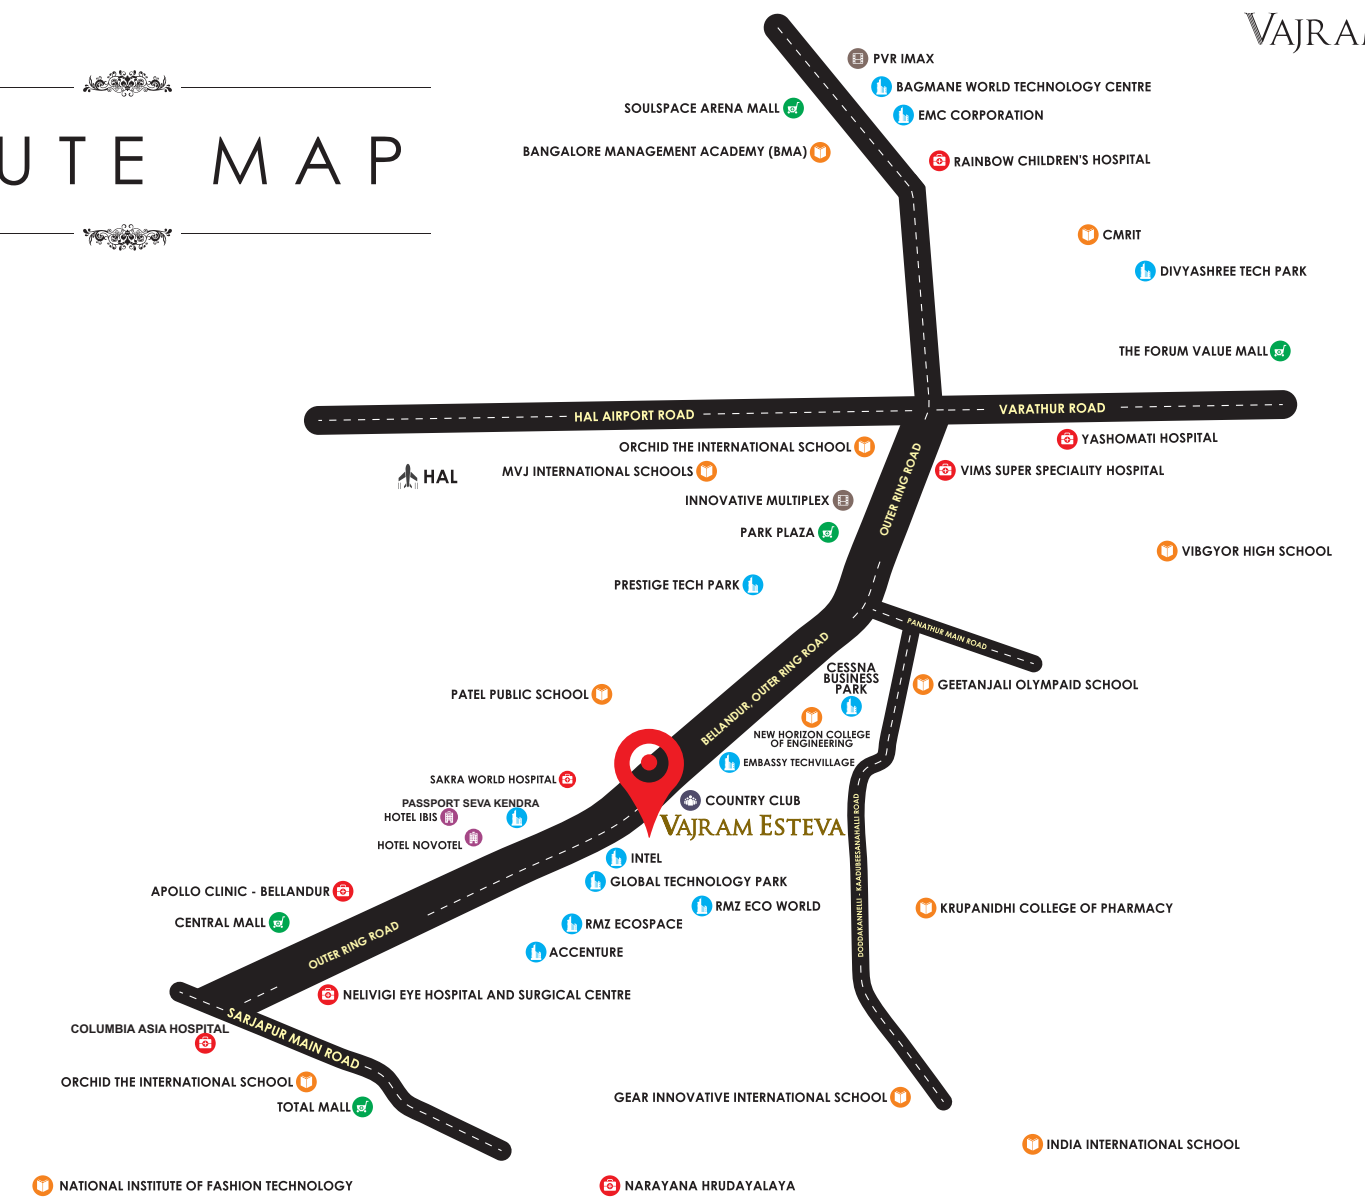 VAJRAM
UTE MAP
PVR IMAX
BAGMANE WORLD TECHNOLOGY CENTRE
SOULSPACE ARENA MALL
EMC CORPORATION
BANGALORE MANAGEMENT ACADEMY (BMA)
RAINBOW CHILDREN'S HOSPITAL
CMRIT
DIVYASHREE TECH PARK
THE FORUM VALUE MALL
HAL AIRPORT ROAD
VARATHUR ROAD
ORCHID THE INTERNATIONAL SCHOOL
YASHOMATI HOSPITAL
HAL
MVJ INTERNATIONAL SCHOOLS
OUTER RING ROAD
VIMS SUPER SPECIALITY HOSPITAL
INNOVATIVE MULTIPLEX
PARK PLAZA
VIBGYOR HIGH SCHOOL
PRESTIGE TECH PARK
PANATHUR MAIN ROAD
BELLANDUR, OUTER RING ROAD
CESSNA
BUSINESS
PARK
GEETANJALI OLYMPAID SCHOOL
PATEL PUBLIC SCHOOL
NEW HORIZON COLLEGE
OF ENGINEERING
EMBASSY TECHVILLAGE
SAKRA WORLD HOSPITAL
PASSPORT SEVA KENDRA
COUNTRY CLUB
HOTEL IBIS
VAJRAM ESTEVA
HOTEL NOVOTEL
INTEL
DODDAKANNELLI - KAADUBEESANAHALLI ROAD
GLOBAL TECHNOLOGY PARK
APOLLO CLINIC - BELLANDUR
RMZ ECO WORLD
KRUPANIDHI COLLEGE OF PHARMACY
CENTRAL MALL
RMZ ECOSPACE
OUTER RING ROAD
ACCENTURE
NELIVIGI EYE HOSPITAL AND SURGICAL CENTRE
SARJAPUR MAIN ROAD
COLUMBIA ASIA HOSPITAL
ORCHID THE INTERNATIONAL SCHOOL
GEAR INNOVATIVE INTERNATIONAL SCHOOL
TOTAL MALL
INDIA INTERNATIONAL SCHOOL
NATIONAL INSTITUTE OF FASHION TECHNOLOGY
NARAYANA HRUDAYALAYA